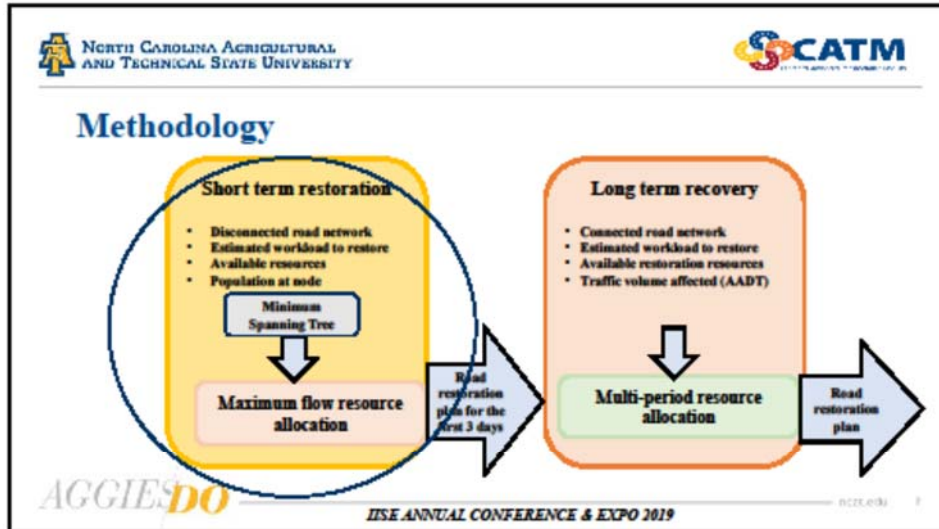 NORTH CAROLINA AGRICULTURAL
AND TECHNICAL STATE UNIVERSITY
CATM
Methodology
Short term restoration
• Disconnected road network
• Estimated workload to restore
• Available resources
• Population at node
Minimum
Spanning Tree
Maximum flow resource
allocation
Road
restoration
plan for the
first 3 days
Long term recovery
• Connected road network
• Estimated workload to restore
• Available restoration resources
• Traffic volume affected (AADT)
Multi-period resource
allocation
Road
restoration
plan
AGGIES DO
IISE ANNUAL CONFERENCE & EXPO 2019
ncat.edu